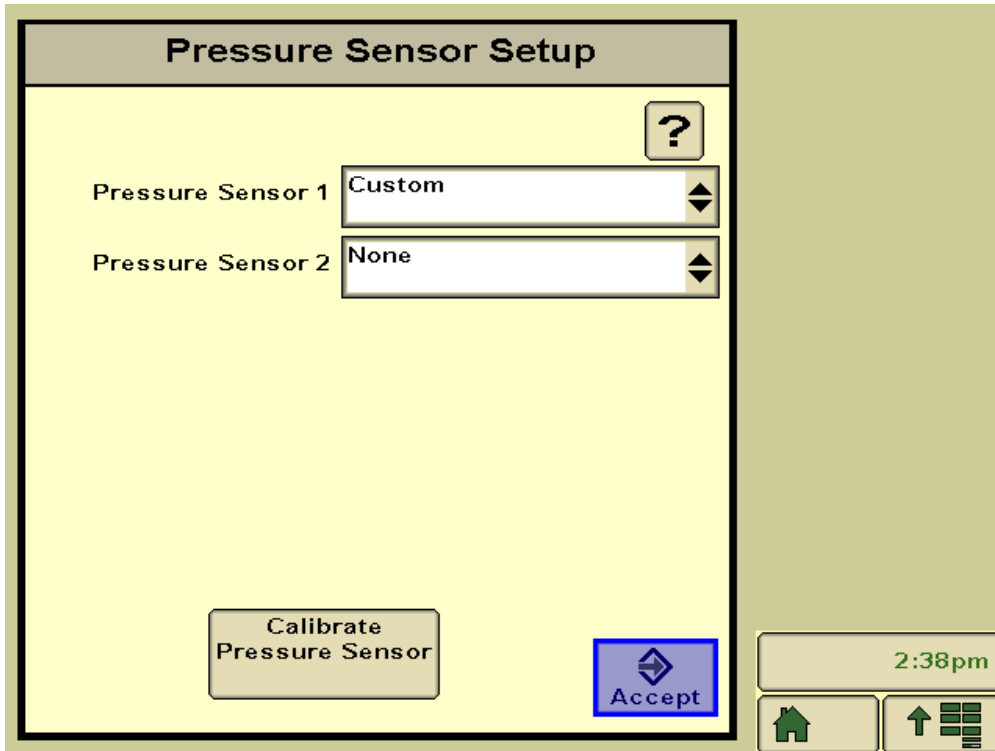 Pressure Sensor Setup
?
Pressure Sensor 1
Custom
Pressure Sensor 2
None
Calibrate
Pressure Sensor
Accept
2:38pm